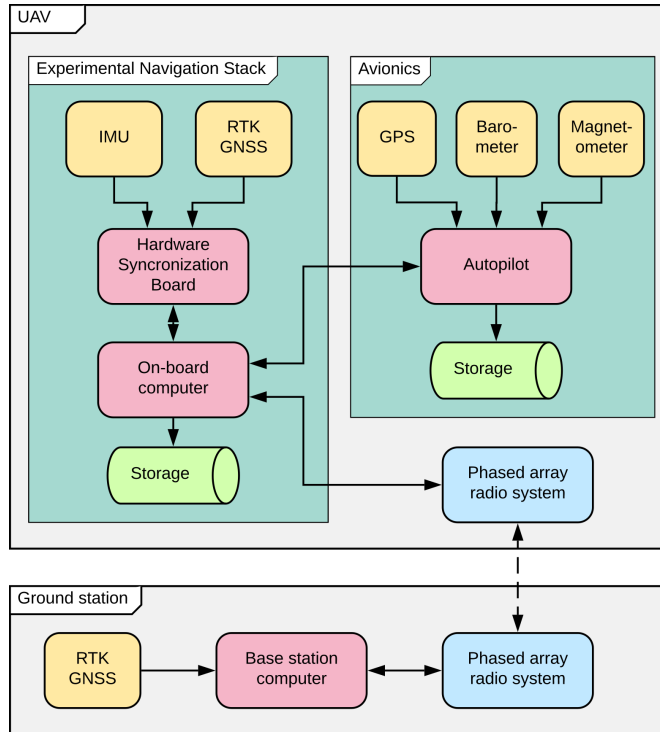 UAV
Experimental Navigation Stack
IMU
RTK
GNSS
Hardware
Syncronization
Board
On-board
computer
Storage
Avionics
GPS
Baro-
meter
Magnet-
ometer
Autopilot
Storage
Phased array
radio system
Ground station
RTK
GNSS
Base station
computer
Phased array
radio system